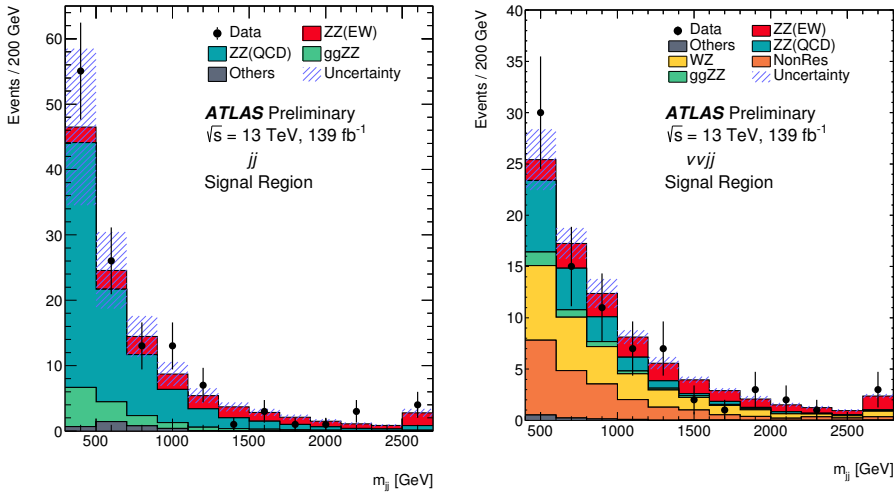 Events / 200 GeV
60
50
40
30
20
10
0
Data
ZZ(EW)
ZZ(QCD)
ggZZ
Others
Uncertainty
ATLAS Preliminary
√s = 13 TeV, 139 fb-1
jj
Signal Region
500
1000
1500
2000
2500
mjj [GeV]
Events / 200 GeV
40
35
30
25
20
15
10
5
0
Data
ZZ(EW)
Others
ZZ(QCD)
WZ
NonRes
ggZZ
Uncertainty
ATLAS Preliminary
√s = 13 TeV, 139 fb-1
vvjj
Signal Region
500
1000
1500
2000
2500
mjj [GeV]